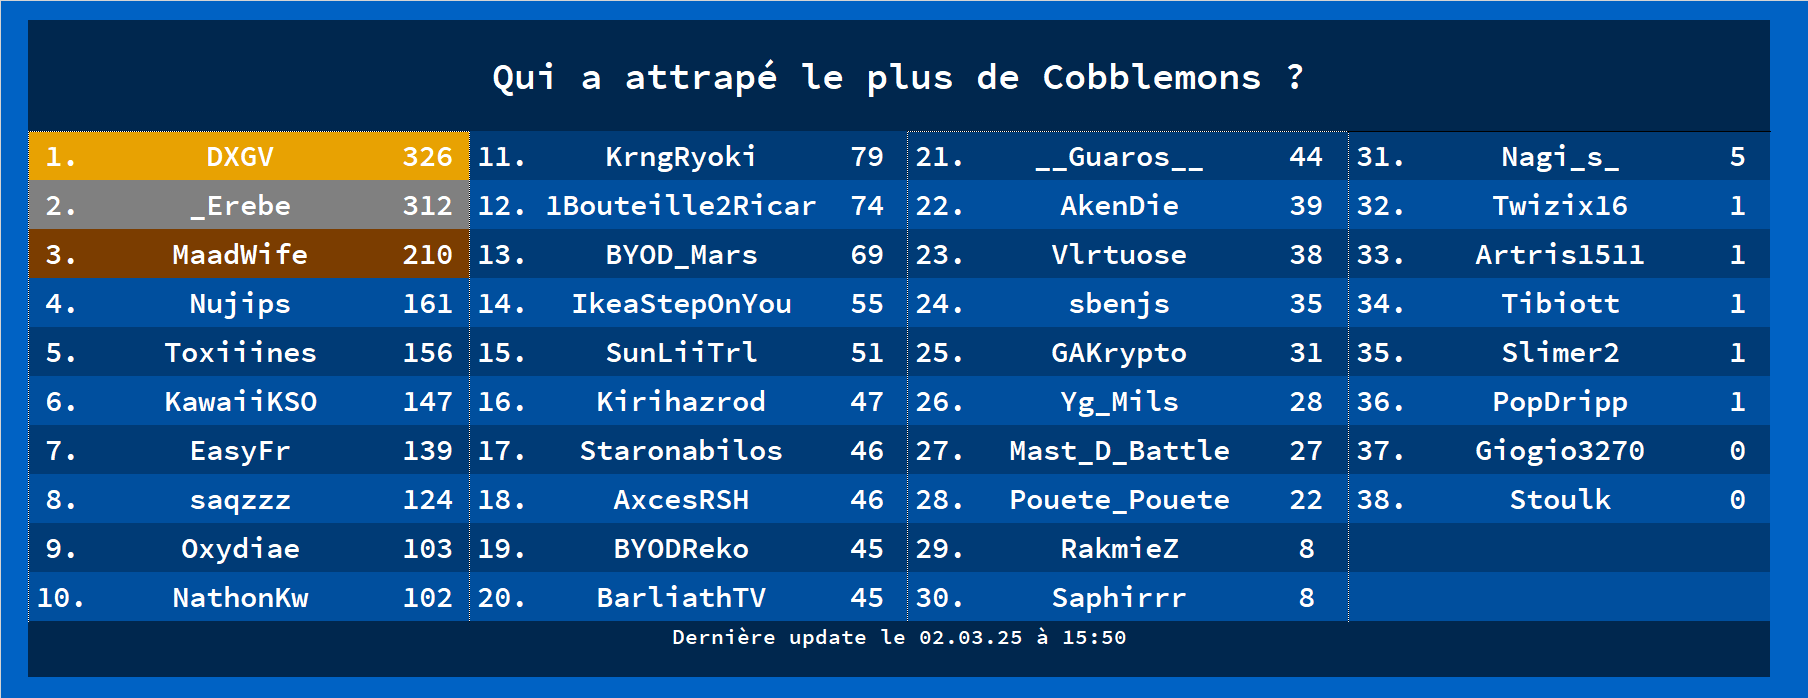 Qui a attrapé le plus de Cobblemons ?
1. DXGV 326
2. _Erebe 312
3. MaadWife 210
4. Nujips 161
5. Toxiiines 156
6. KawaiiKSO 147
7. EasyFr 139
8. saqzzz 124
9. Oxydiae 103
10. NathonKw 102
11. KrngRyoki 79
12. 1Bouteille2Ricar 74
13. BYOD_Mars 69
14. IkeaStepOnYou 55
15. SunLiiTrl 51
16. Kirihazrod 47
17. Staronabilos 46
18. AxcesRSH 46
19. BYODReko 45
20. BarliathTV 45
21. __Guaros__ 44
22. AkenDie 39
23. Vlrtuose 38
24. sbenjs 35
25. GAKrypto 31
26. Yg_Mils 28
27. Mast_D_Battle 27
28. Pouete_Pouete 22
29. RakmieZ 8
30. Saphirrr 8
31. Nagi_s_ 5
32. Twizix16 1
33. Artris1511 1
34. Tibiott 1
35. Slimer2 1
36. PopDripp 1
37. Giogio3270 0
38. Stoulk 0
Dernière update le 02.03.25 à 15:50